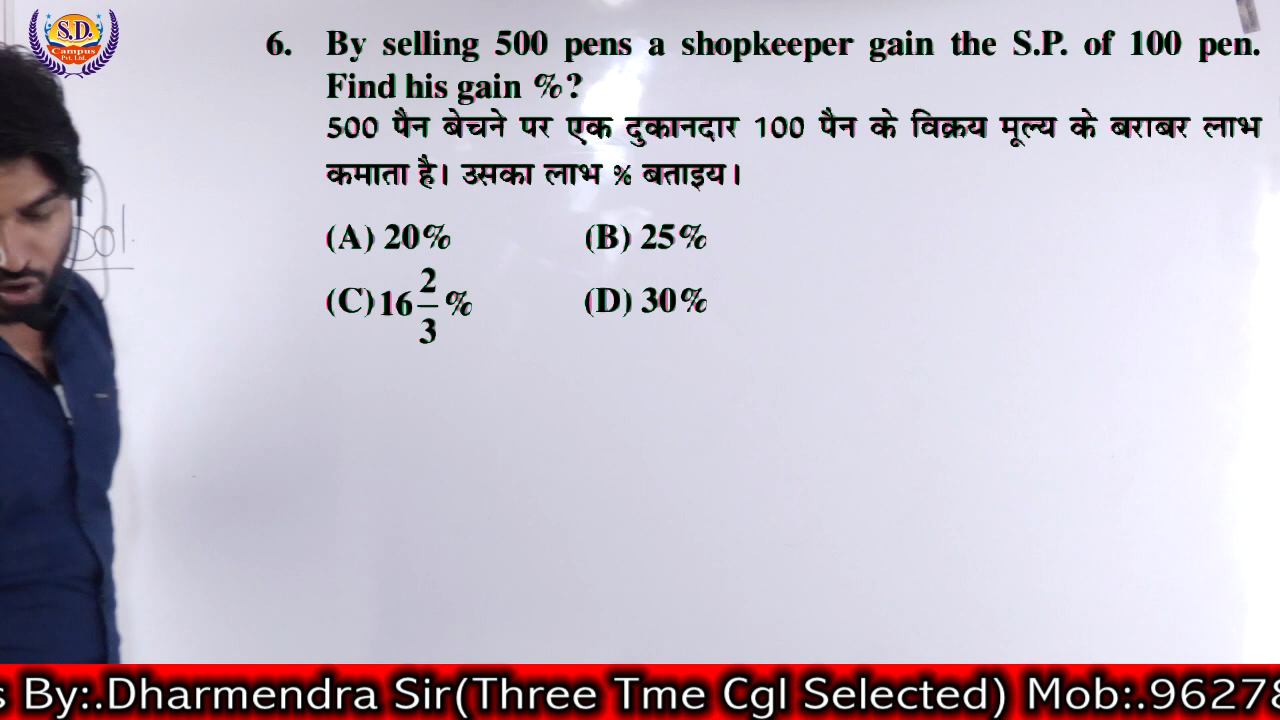 S.D.
Campus
Pvt. Ltd.
6. By selling 500 pens a shopkeeper gain the S.P. of 100 pen.
Find his gain %?
500 पैन बेचने पर एक दुकानदार 100 पैन के विक्रय मूल्य के बराबर लाभ
कमाता है। उसका लाभ % बताइय।
(A) 20% (B) 25%
(C) 16 2/3 % (D) 30%
Sol.
s By:.Dharmendra Sir(Three Tme Cgl Selected) Mob:.96278